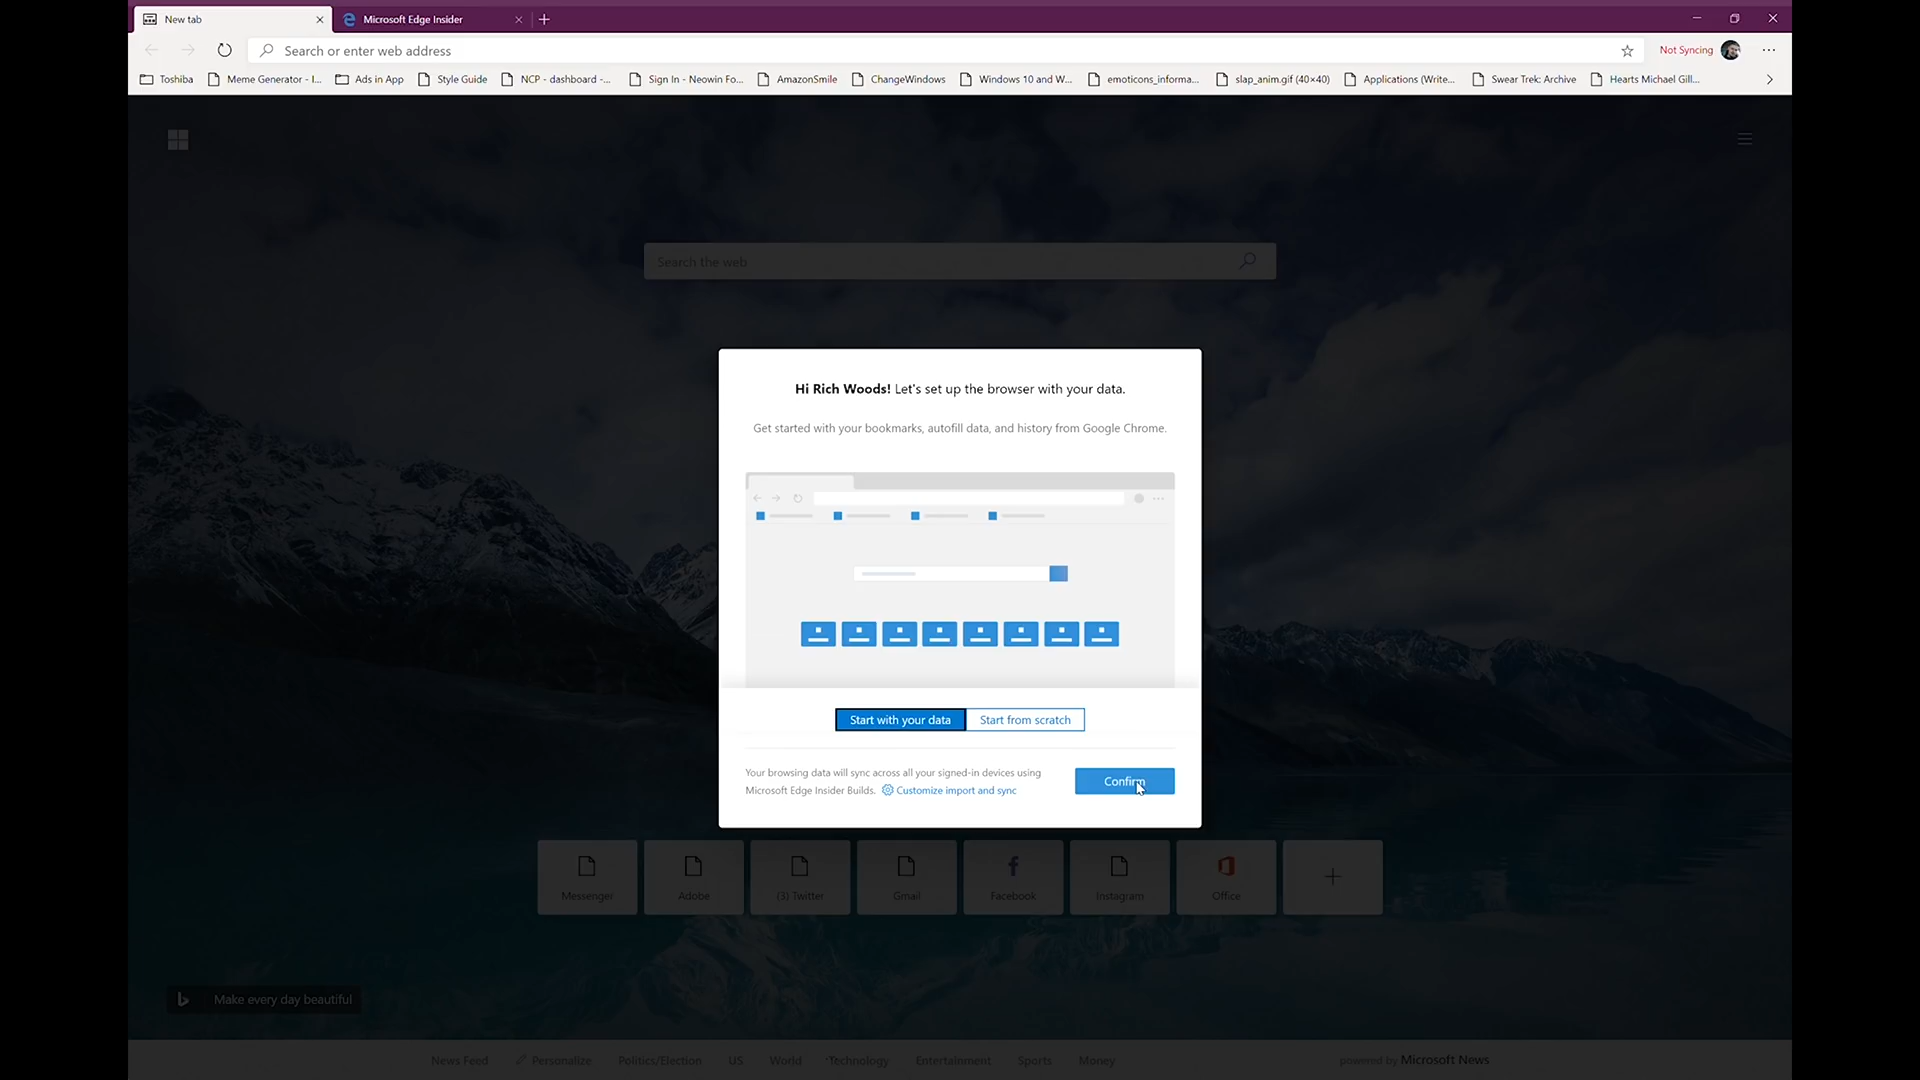 New tab
Microsoft Edge Insider
Search or enter web address
Not Syncing
Toshiba
Meme Generator - I...
Ads in App
Style Guide
NCP - dashboard -...
Sign In - Neowin Fo...
AmazonSmile
ChangeWindows
Windows 10 and W...
emoticons_informa...
slap_anim.gif (40×40)
Applications (Write...
Swear Trek: Archive
Hearts Michael Gill...
Search the web
Hi Rich Woods! Let's set up the browser with your data.
Get started with your bookmarks, autofill data, and history from Google Chrome.
Start with your data
Start from scratch
Your browsing data will sync across all your signed-in devices using
Microsoft Edge Insider Builds. Customize import and sync
Confirm
Messenger
Adobe
(3) Twitter
Gmail
Facebook
Instagram
Office
Make every day beautiful
News Feed
Personalize
Politics/Election
US
World
Technology
Entertainment
Sports
Money
powered by Microsoft News